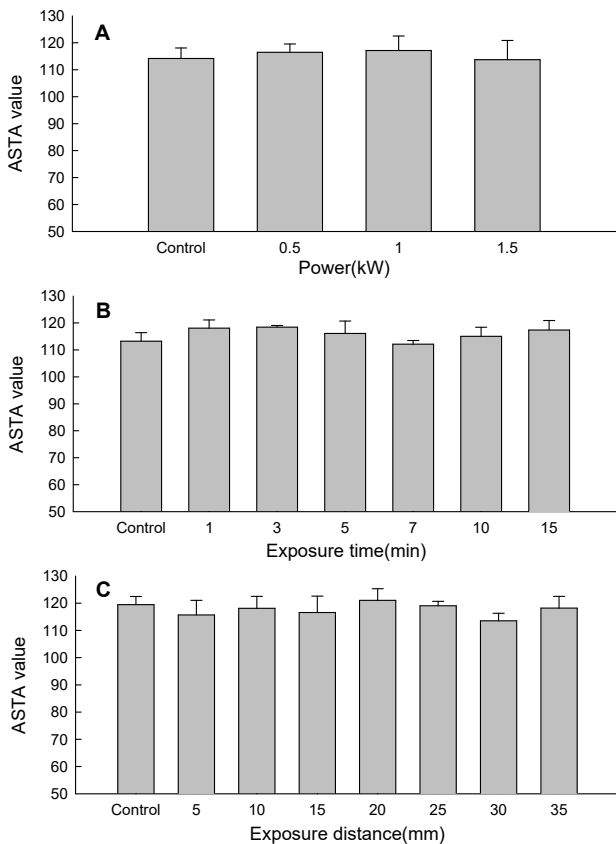 A
ASTA value
130
120
110
100
90
80
70
60
50
Control 0.5 1 1.5
Power(kW)
B
ASTA value
130
120
110
100
90
80
70
60
50
Control 1 3 5 7 10 15
Exposure time(min)
C
ASTA value
130
120
110
100
90
80
70
60
50
Control 5 10 15 20 25 30 35
Exposure distance(mm)